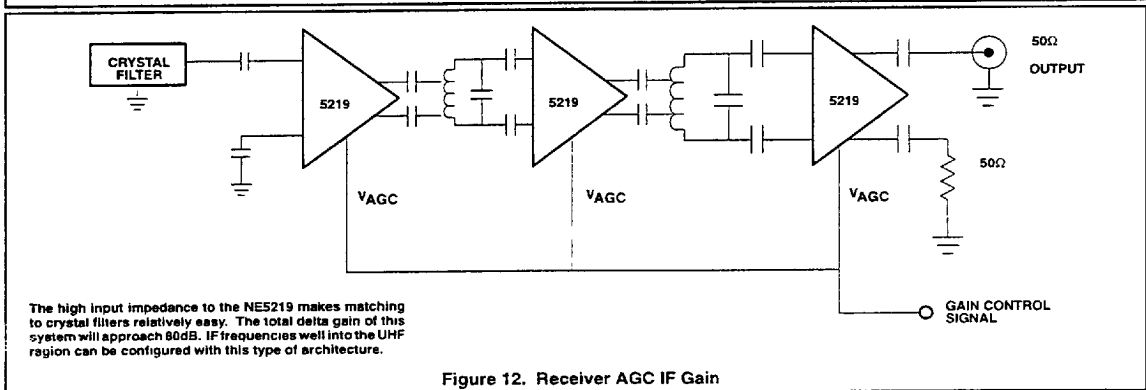 CRYSTAL
FILTER
5219
5219
5219
50Ω
OUTPUT
50Ω
VAGC
VAGC
VAGC
GAIN CONTROL
SIGNAL
The high input impedance to the NE5219 makes matching
to crystal filters relatively easy. The total delta gain of this
system will approach 80dB. IF frequencies well into the UHF
region can be configured with this type of architecture.
Figure 12. Receiver AGC IF Gain